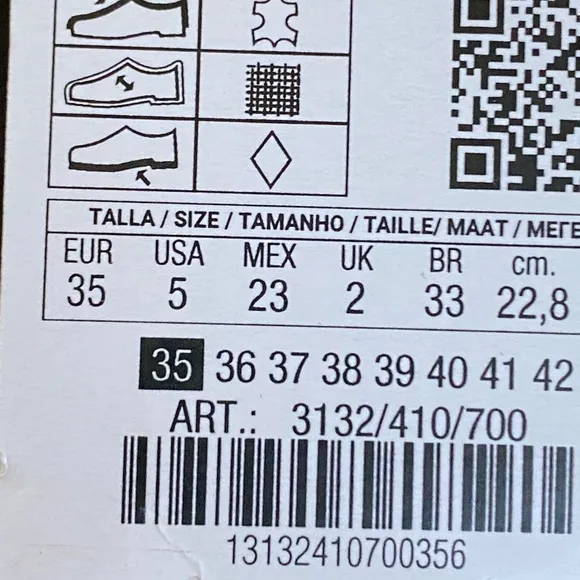 TALLA / SIZE / TAMANHO / TAILLE/ MAAT / ΜΕΓΕ
EUR USA MEX UK BR cm.
35 5 23 2 33 22,8
35 36 37 38 39 40 41 42
ART.: 3132/410/700
13132410700356